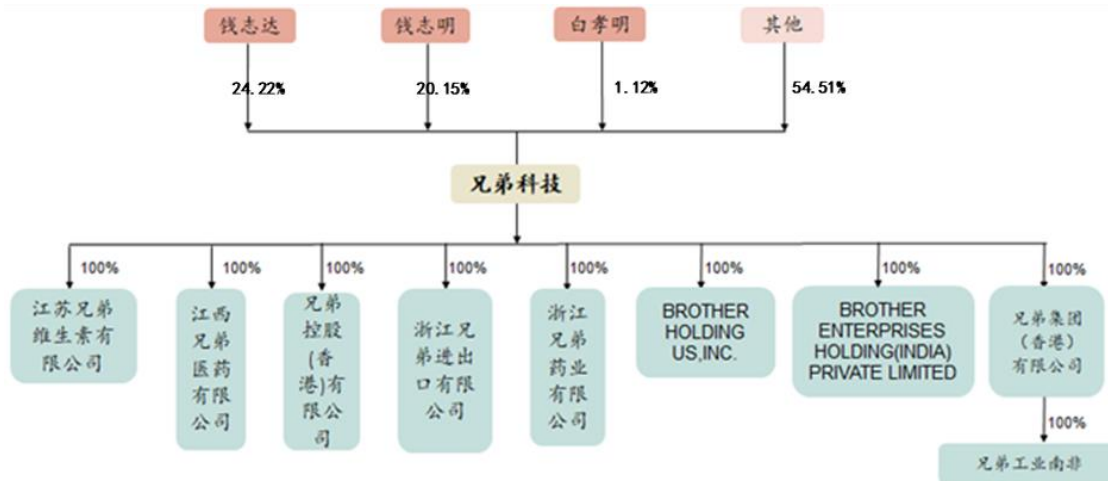 钱志达
钱志明
白孝明
其他
24.22%
20.15%
1.12%
54.51%
兄弟科技
100%
100%
100%
100%
100%
100%
100%
100%
江苏兄弟
维生素有
限公司
江西
兄弟
医药
有限
公司
兄弟
控股
(香
港)有
限公
司
浙江兄
弟进出
口有限
公司
浙江
兄弟
药业
有限
公司
BROTHER
HOLDING
US,INC.
BROTHER
ENTERPRISES
HOLDING(INDIA)
PRIVATE LIMITED
兄弟集团
（香港）
有限公司
100%
兄弟工业南非